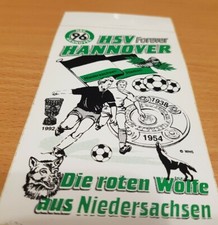 96
HSV forever
HANNOVER
1938
1992
1954
Die roten Wölfe
aus Niedersachsen